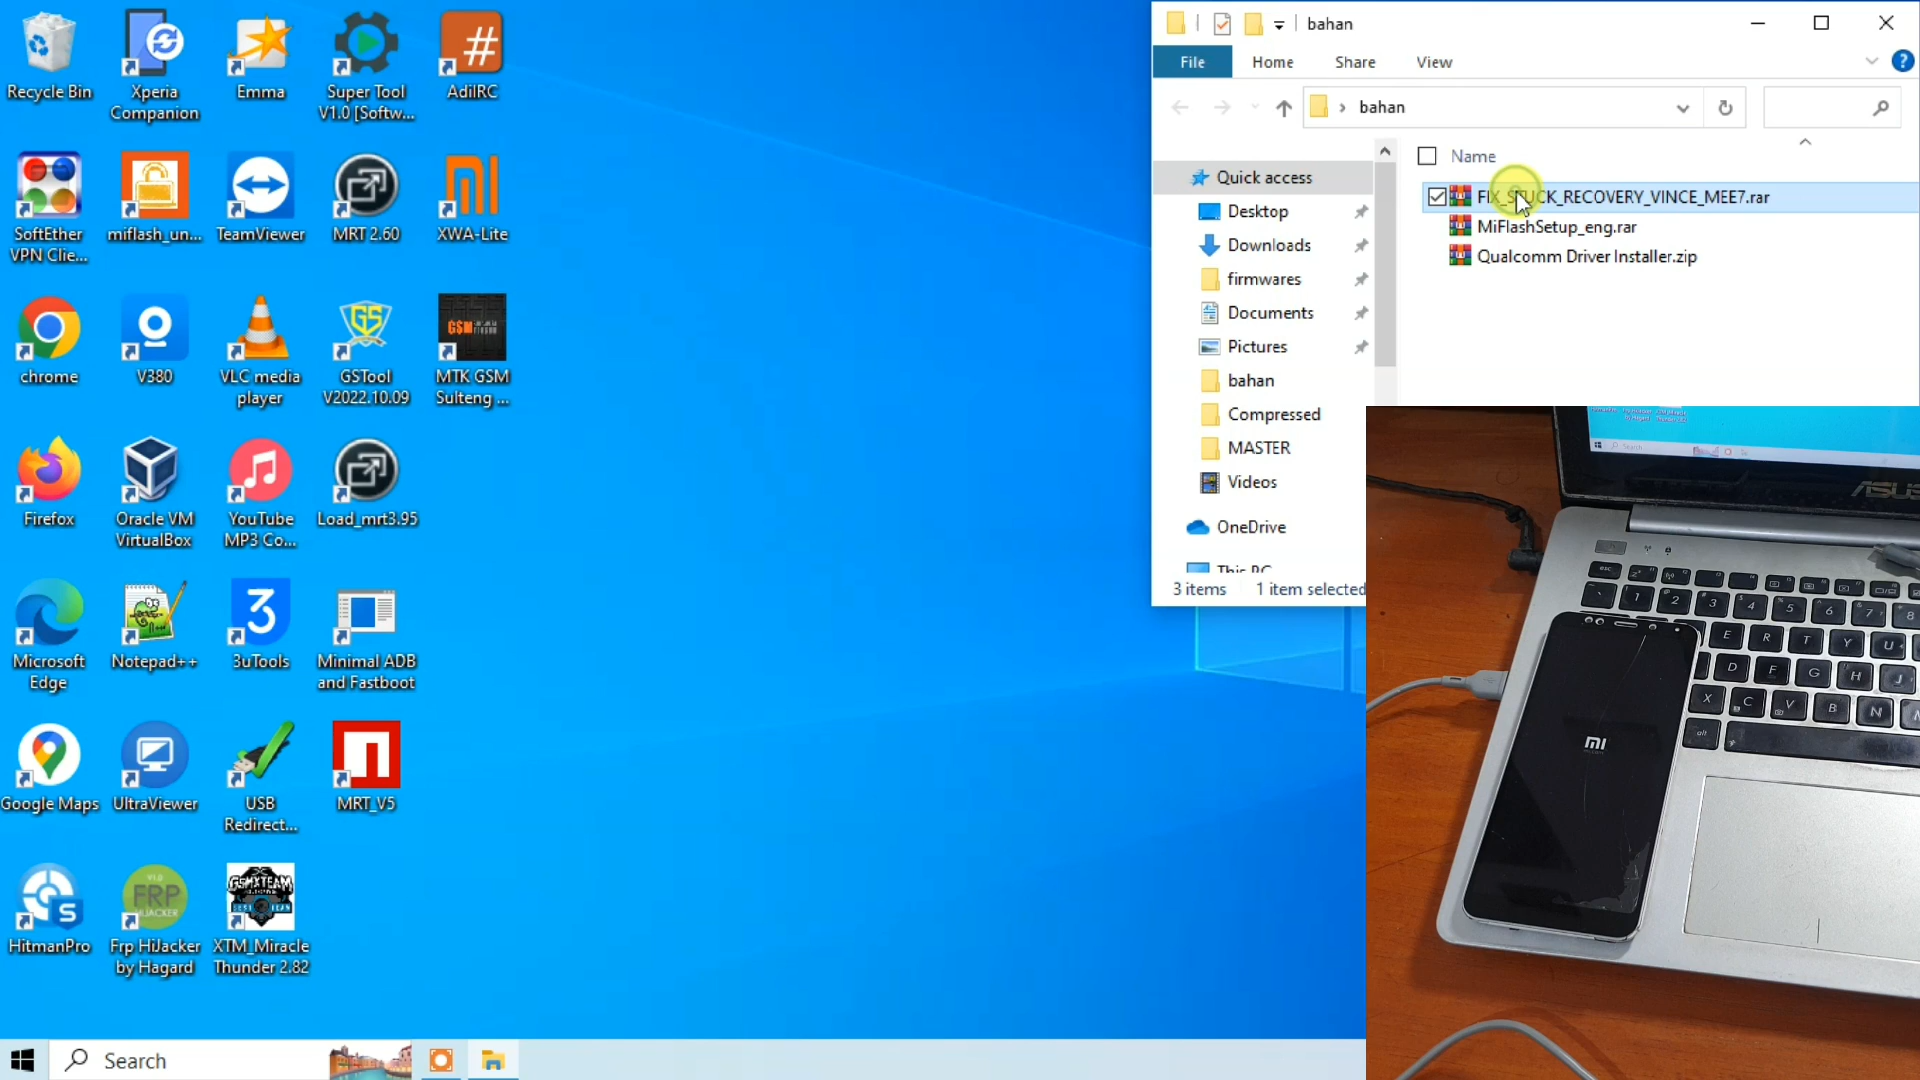 Recycle Bin
Xperia
Companion
Emma
Super Tool
V1.0 [Softw...
AdilRC
SoftEther
VPN Clie...
miflash_un...
TeamViewer
MRT 2.60
XWA-Lite
chrome
V380
VLC media
player
GSTool
V2022.10.09
MTK GSM
Sulteng ...
Firefox
Oracle VM
VirtualBox
YouTube
MP3 Co...
Load_mrt3.95
Microsoft
Edge
Notepad++
3uTools
Minimal ADB
and Fastboot
Google Maps
UltraViewer
USB
Redirect...
MRT_V5
HitmanPro
Frp HiJacker
by Hagard
XTM_Miracle
Thunder 2.82
Search
bahan
File
Home
Share
View
bahan
Name
FIX_STUCK_RECOVERY_VINCE_MEE7.rar
MiFlashSetup_eng.rar
Qualcomm Driver Installer.zip
Quick access
Desktop
Downloads
firmwares
Documents
Pictures
bahan
Compressed
MASTER
Videos
OneDrive
This PC
3 items
1 item selected
ASUS